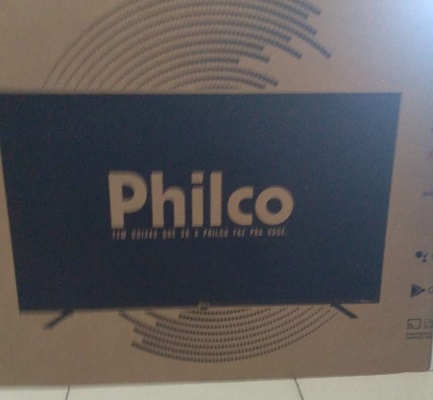 Philco
TEM COISAS QUE SÓ A PHILCO FAZ PRA VOCÊ.